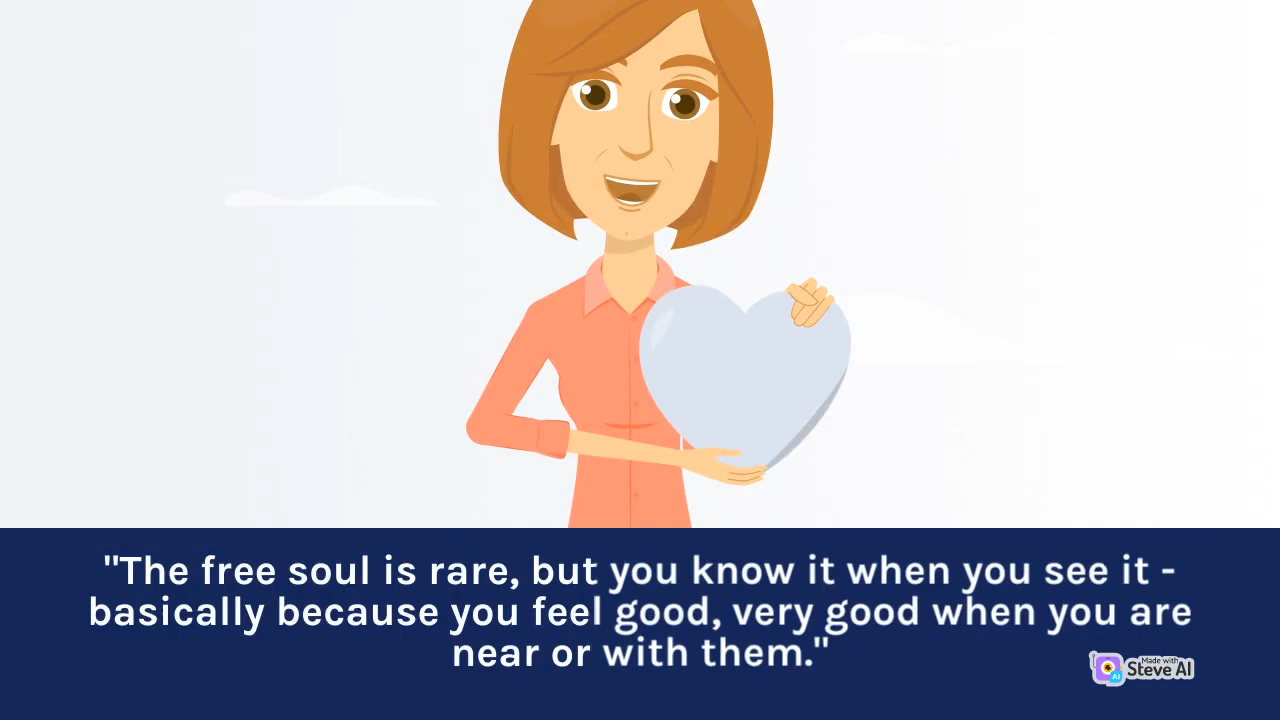 "The free soul is rare, but you know it when you see it -
basically because you feel good, very good when you are
near or with them."
Made with
Steve AI
AI